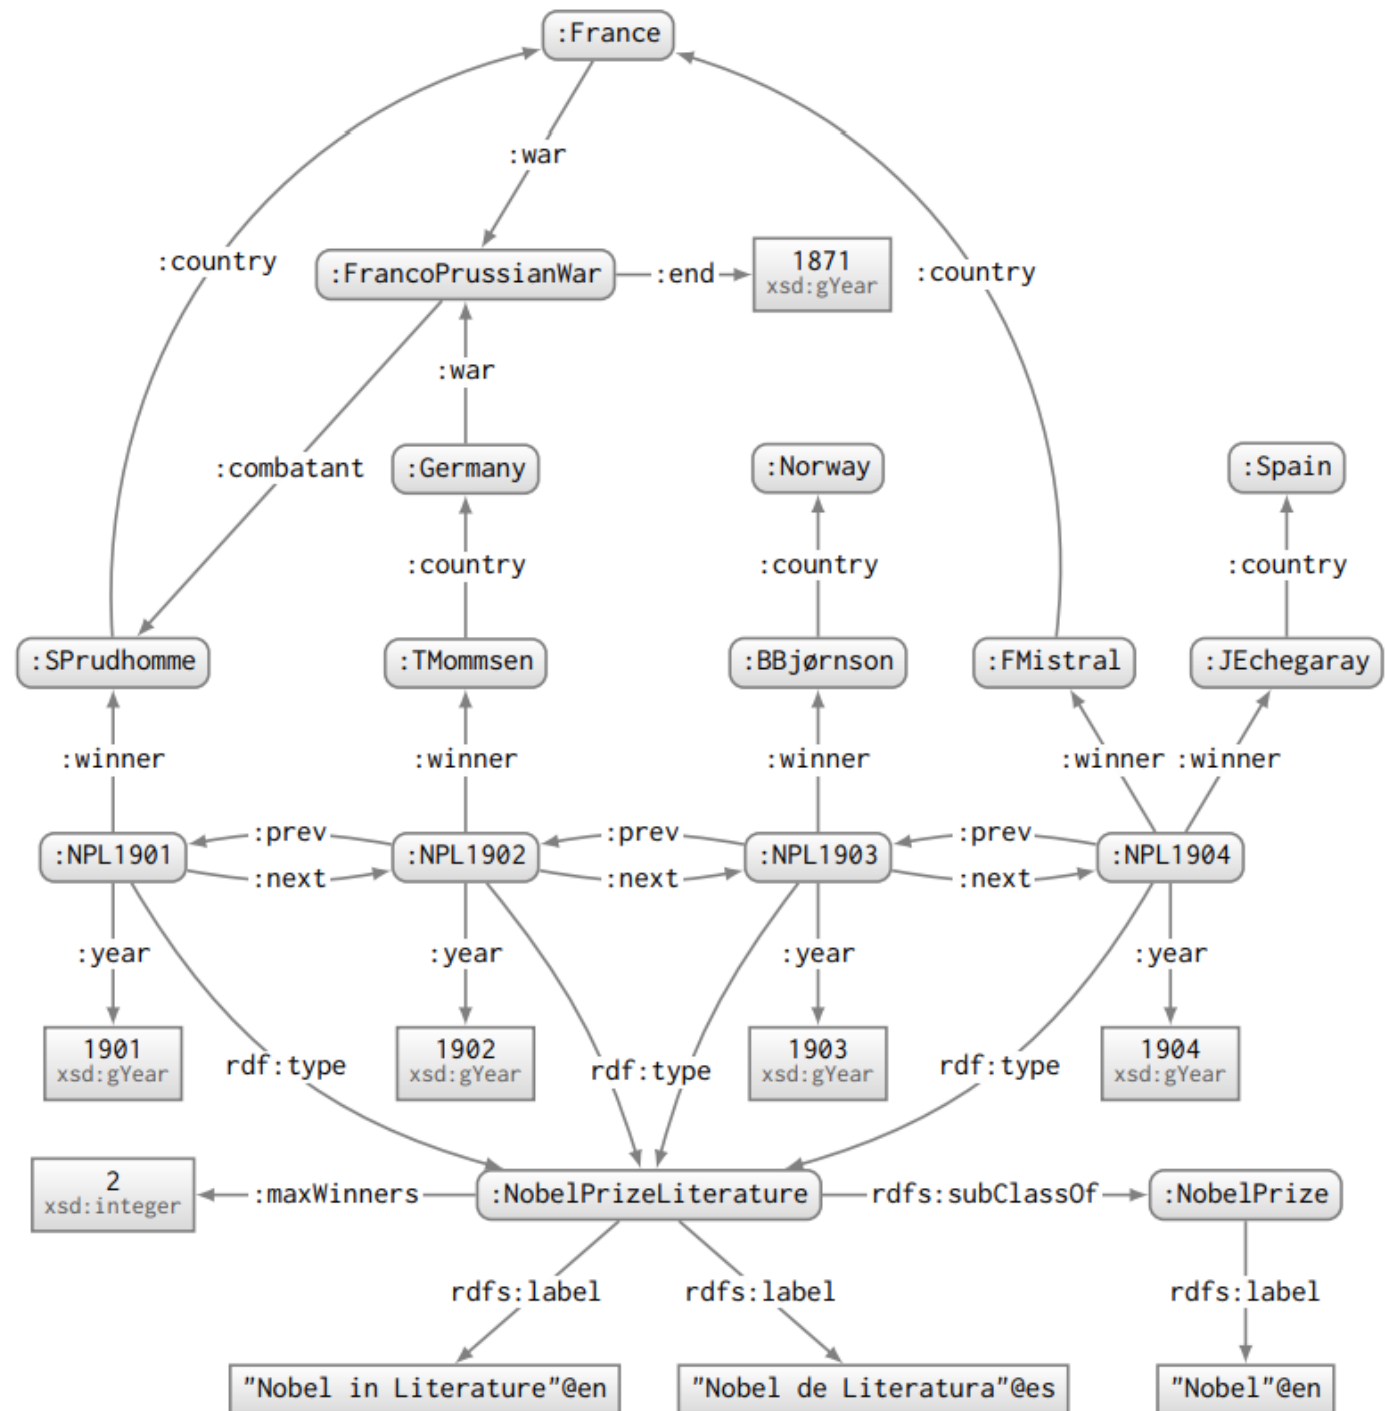 :France
:war
:country
:FrancoPrussianWar
:end
1871
xsd:gYear
:country
:war
:combatant
:Germany
:Norway
:Spain
:country
:country
:country
:SPrudhomme
:TMommsen
:BBjørnson
:FMistral
:JEchegaray
:winner
:winner
:winner
:winner
:winner
:prev
:prev
:prev
:NPL1901
:NPL1902
:NPL1903
:NPL1904
:next
:next
:next
:year
:year
:year
:year
1901
xsd:gYear
1902
xsd:gYear
1903
xsd:gYear
1904
xsd:gYear
rdf:type
rdf:type
rdf:type
2
xsd:integer
:maxWinners
:NobelPrizeLiterature
rdfs:subClassOf
:NobelPrize
rdfs:label
rdfs:label
rdfs:label
"Nobel in Literature"@en
"Nobel de Literatura"@es
"Nobel"@en